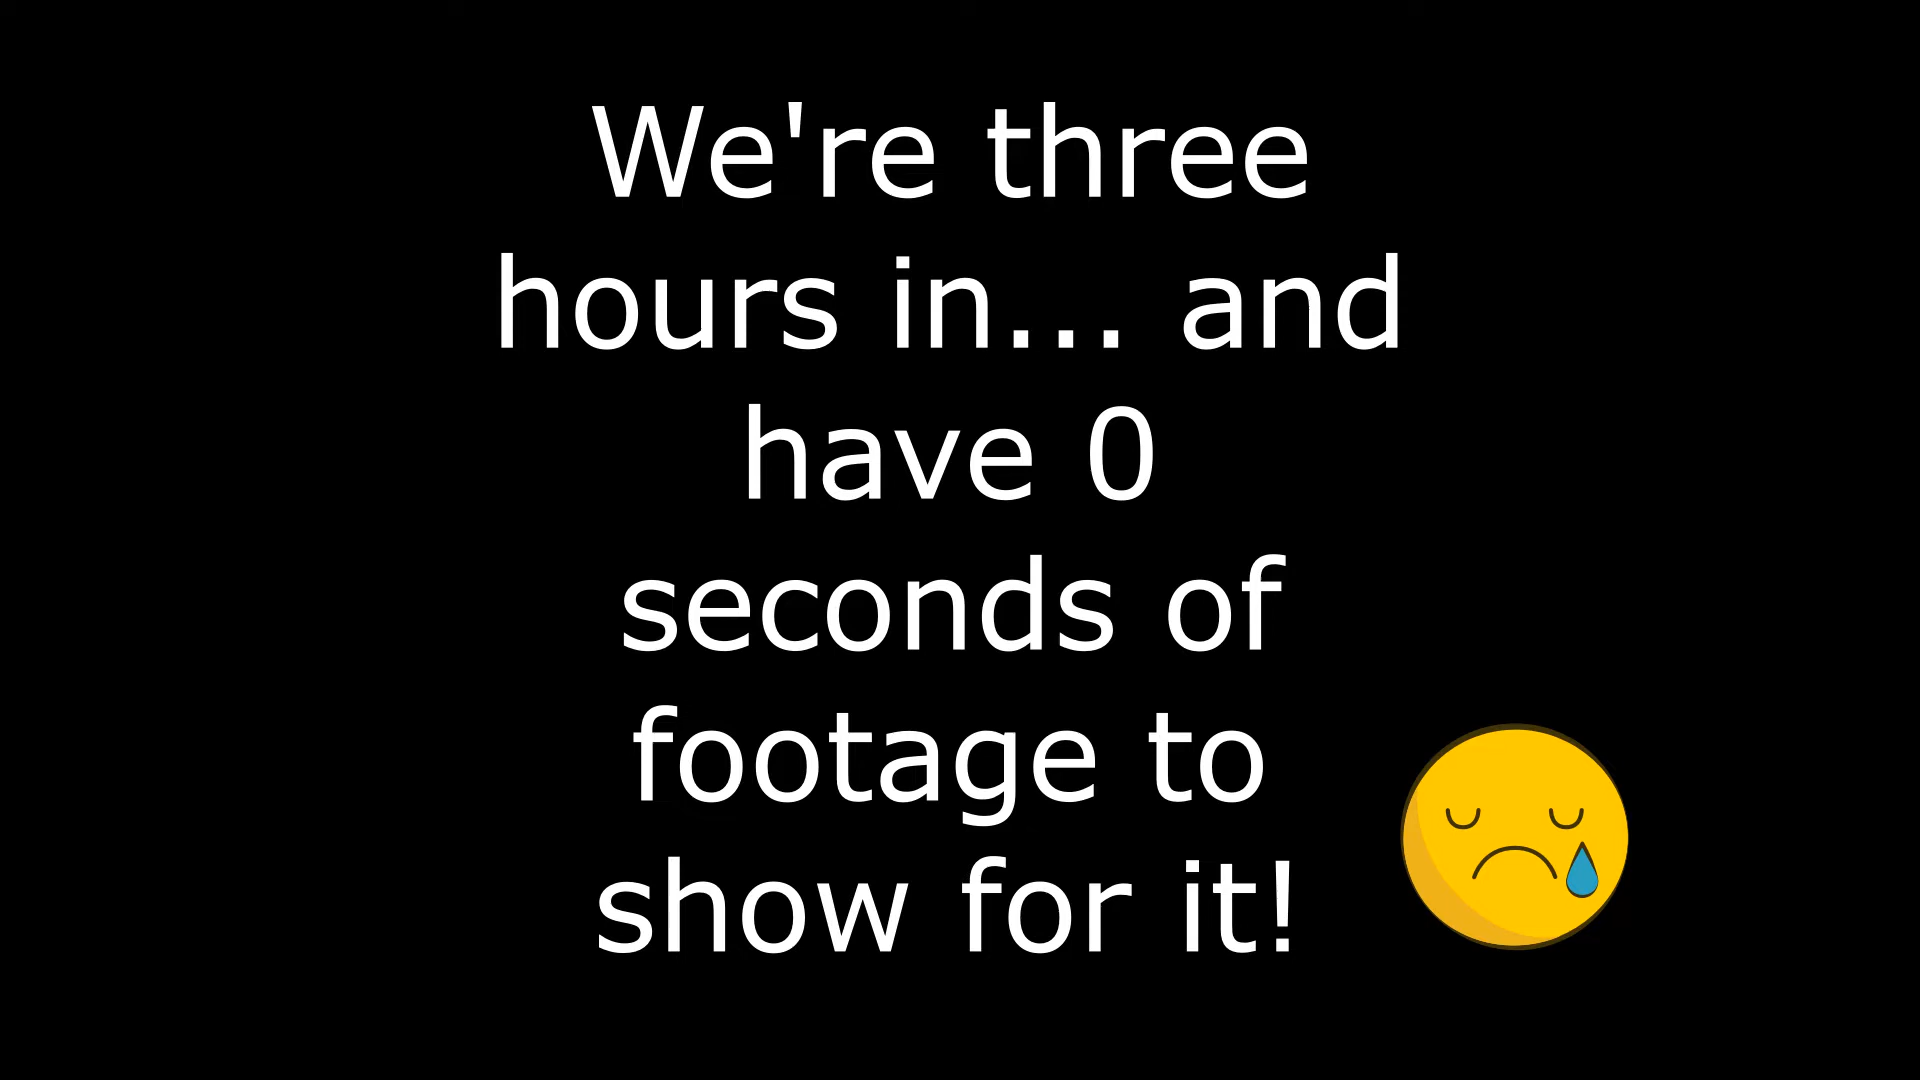 We're three
hours in... and
have 0
seconds of
footage to
show for it!